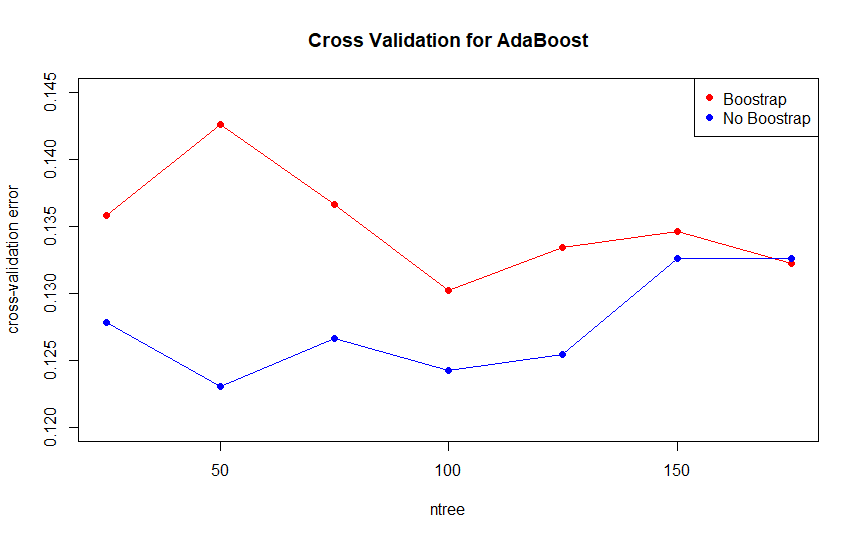 Cross Validation for AdaBoost
Boostrap
No Boostrap
cross-validation error
0.145
0.140
0.135
0.130
0.125
0.120
50
100
150
ntree